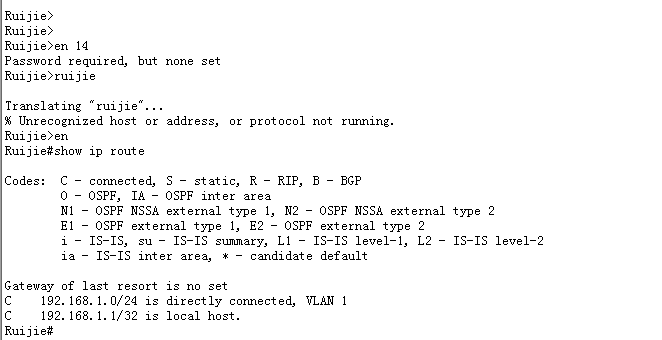 Ruijie>
Ruijie>
Ruijie>en 14
Password required, but none set
Ruijie>ruijie
Translating "ruijie"...
% Unrecognized host or address, or protocol not running.
Ruijie>en
Ruijie#show ip route
Codes:  C - connected, S - static, R - RIP, B - BGP
        O - OSPF, IA - OSPF inter area
        N1 - OSPF NSSA external type 1, N2 - OSPF NSSA external type 2
        E1 - OSPF external type 1, E2 - OSPF external type 2
        i - IS-IS, su - IS-IS summary, L1 - IS-IS level-1, L2 - IS-IS level-2
        ia - IS-IS inter area, * - candidate default
Gateway of last resort is no set
C    192.168.1.0/24 is directly connected, VLAN 1
C    192.168.1.1/32 is local host.
Ruijie#